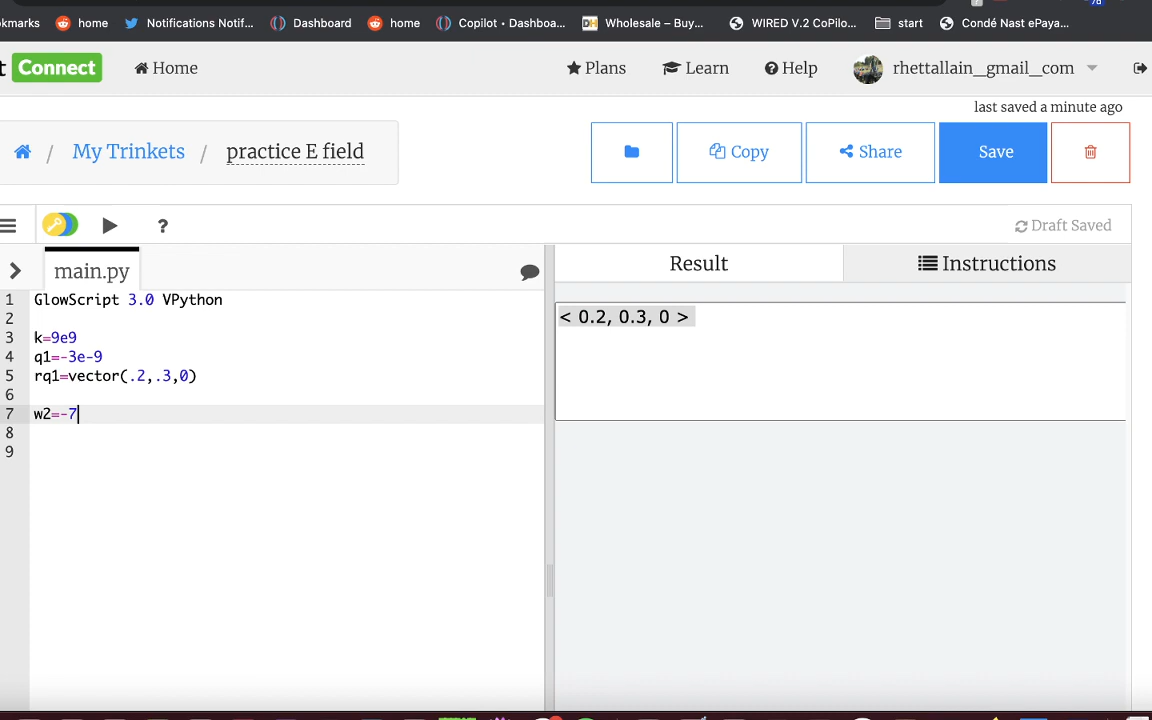 okmarks home Notifications Notif... Dashboard home Copilot • Dashboa... Wholesale – Buy... WIRED V.2 CoPilo... start Condé Nast ePaya...
t Connect Home Plans Learn Help rhettallain_gmail_com
last saved a minute ago
/ My Trinkets / practice E field Copy Share Save
? Draft Saved
main.py Result Instructions
1 GlowScript 3.0 VPython
2
3 k=9e9
4 q1=-3e-9
5 rq1=vector(.2,.3,0)
6
7 w2=-7
8
9
< 0.2, 0.3, 0 >